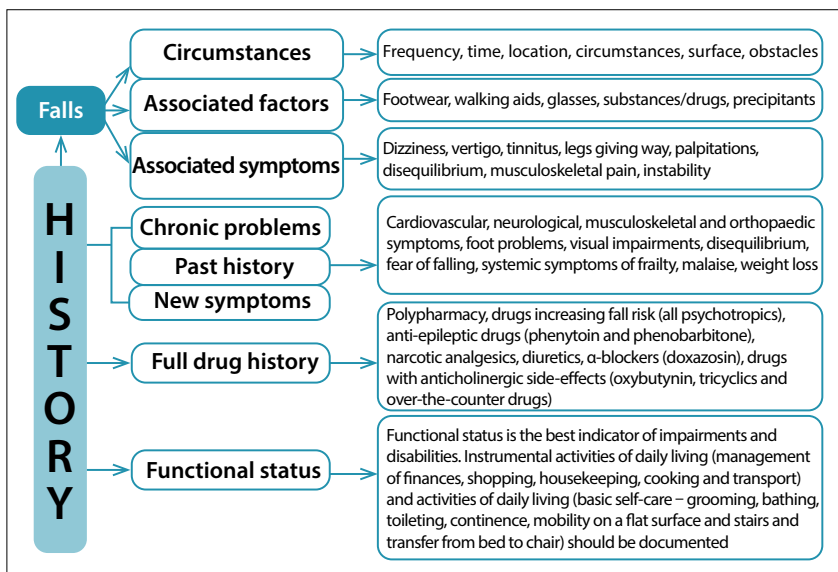 Falls
HISTORY
Circumstances
Frequency, time, location, circumstances, surface, obstacles
Associated factors
Footwear, walking aids, glasses, substances/drugs, precipitants
Associated symptoms
Dizziness, vertigo, tinnitus, legs giving way, palpitations,
disequilibrium, musculoskeletal pain, instability
Chronic problems
Past history
New symptoms
Cardiovascular, neurological, musculoskeletal and orthopaedic
symptoms, foot problems, visual impairments, disequilibrium,
fear of falling, systemic symptoms of frailty, malaise, weight loss
Full drug history
Polypharmacy, drugs increasing fall risk (all psychotropics),
anti-epileptic drugs (phenytoin and phenobarbitone),
narcotic analgesics, diuretics, α-blockers (doxazosin), drugs
with anticholinergic side-effects (oxybutynin, tricyclics and
over-the-counter drugs)
Functional status
Functional status is the best indicator of impairments and
disabilities. Instrumental activities of daily living (management
of finances, shopping, housekeeping, cooking and transport)
and activities of daily living (basic self-care – grooming, bathing,
toileting, continence, mobility on a flat surface and stairs and
transfer from bed to chair) should be documented